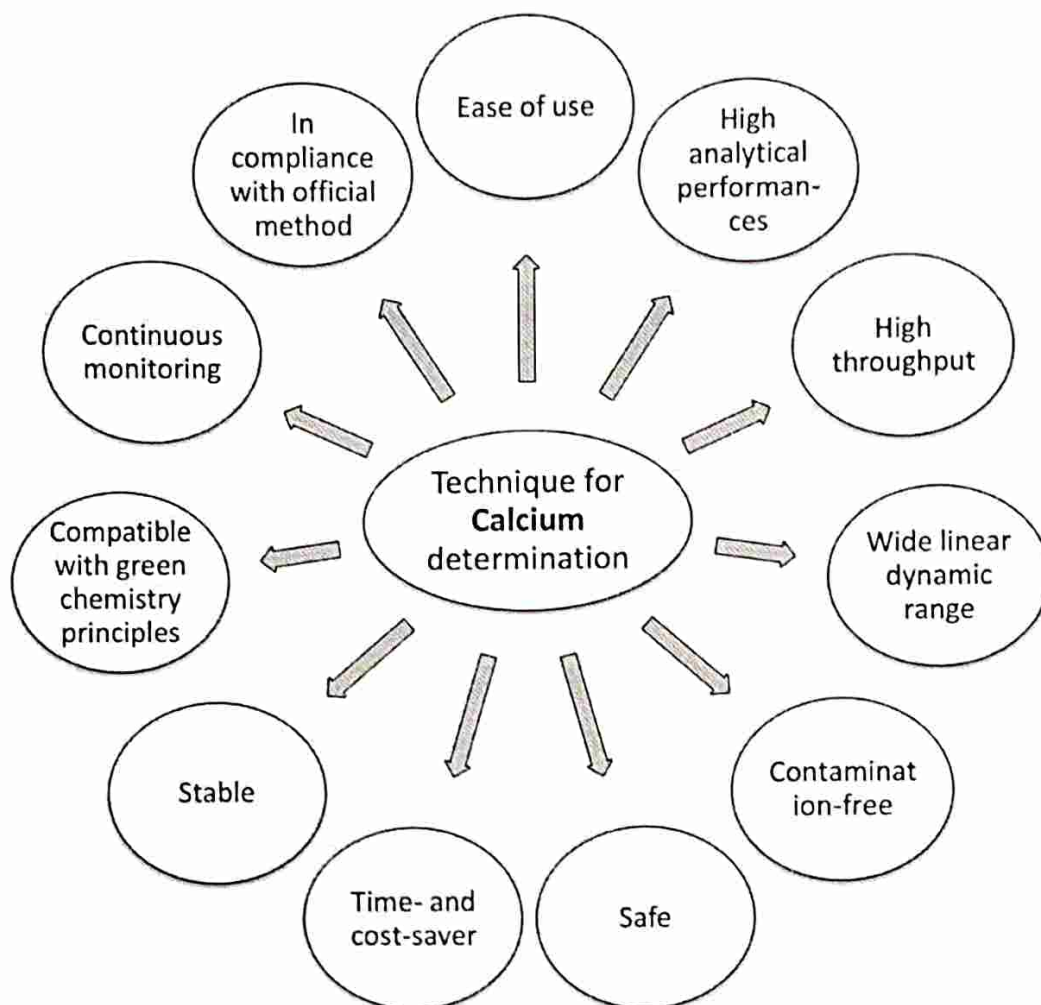 Ease of use
High
analytical
performan-
ces
High
throughput
Wide linear
dynamic
range
Contaminat
ion-free
Safe
Time- and
cost-saver
Stable
Compatible
with green
chemistry
principles
Continuous
monitoring
In
compliance
with official
method
Technique for
Calcium
determination